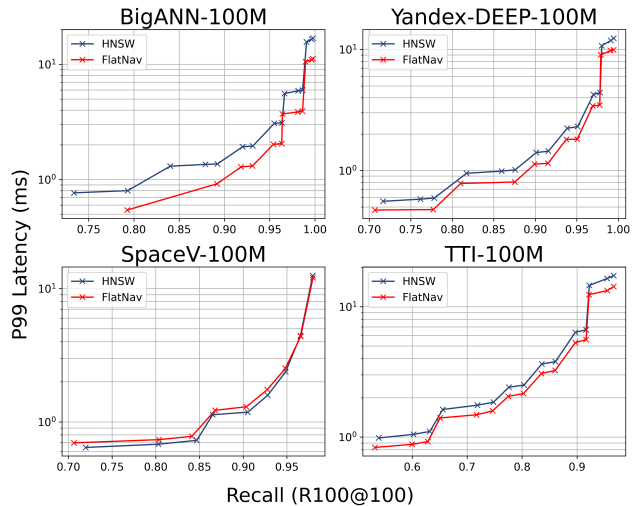 BigANN-100M
HNSW
FlatNav
10¹
10⁰
0.75 0.80 0.85 0.90 0.95 1.00
Yandex-DEEP-100M
HNSW
FlatNav
10¹
10⁰
0.70 0.75 0.80 0.85 0.90 0.95 1.00
P99 Latency (ms)
SpaceV-100M
HNSW
FlatNav
10¹
10⁰
0.70 0.75 0.80 0.85 0.90 0.95
TTI-100M
HNSW
FlatNav
10¹
10⁰
0.6 0.7 0.8 0.9
Recall (R100@100)